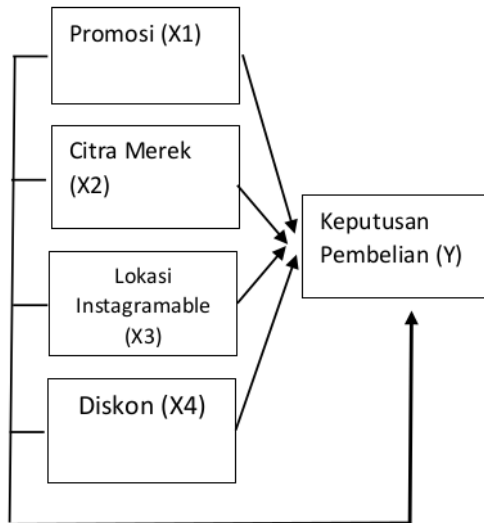 Promosi (X1)
Citra Merek
(X2)
Lokasi
Instagramable
(X3)
Diskon (X4)
Keputusan
Pembelian (Y)